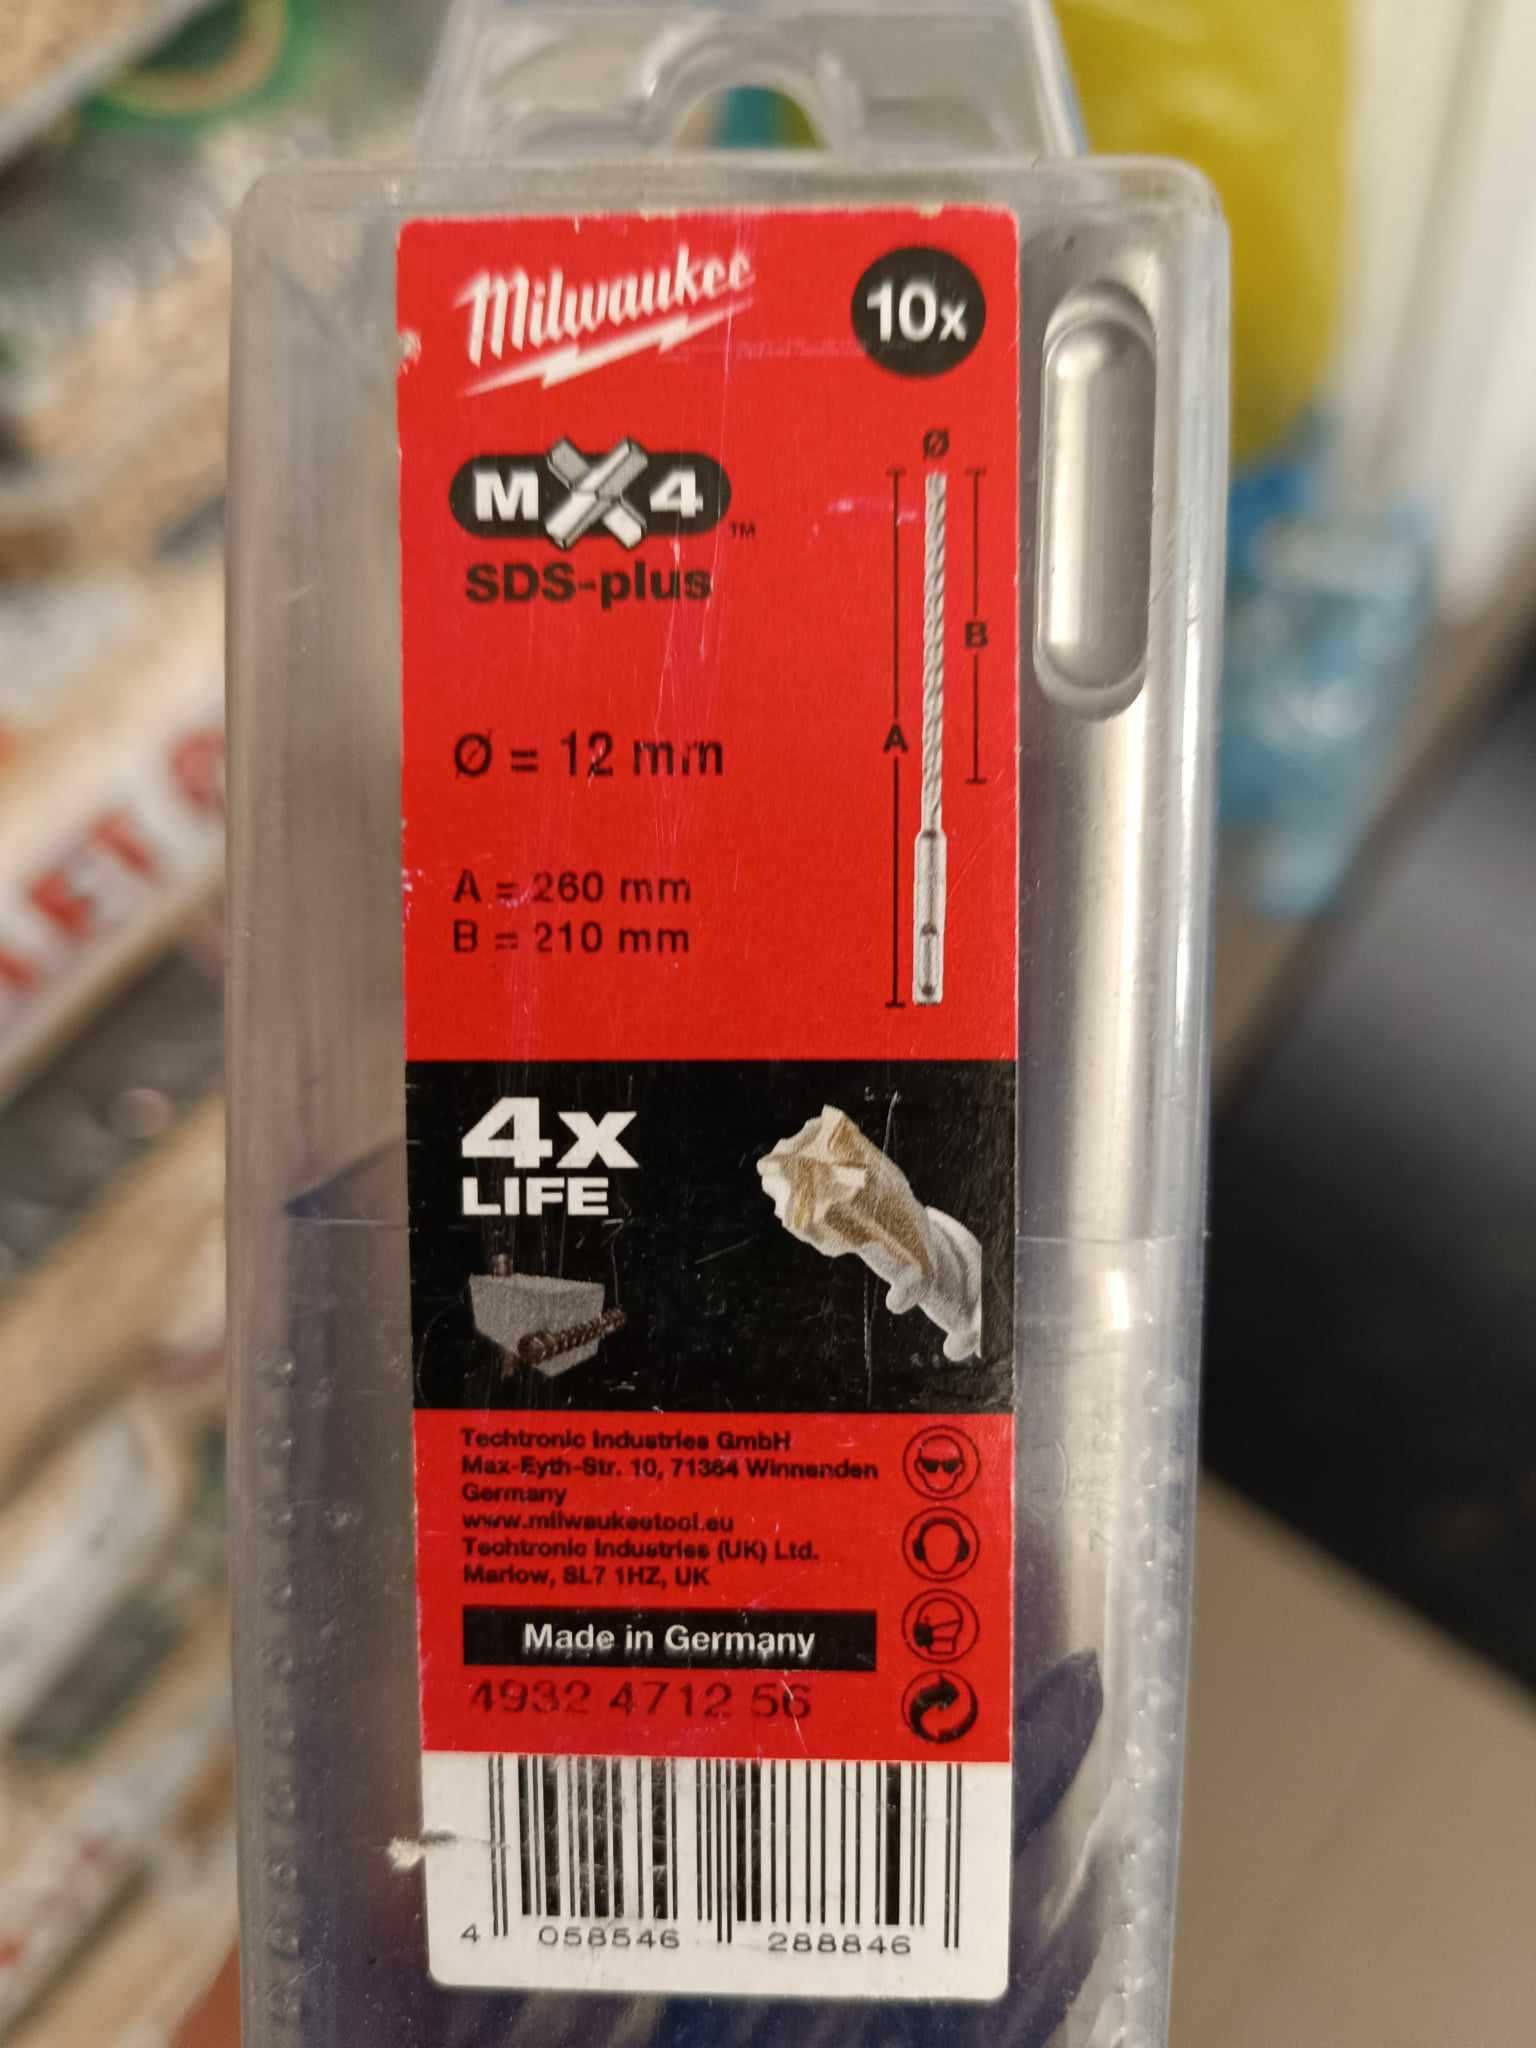 Milwaukee
10x
MX4™
SDS-plus
Ø
B
A
Ø = 12 mm
A = 260 mm
B = 210 mm
4x
LIFE
Techtronic Industries GmbH
Max-Eyth-Str. 10, 71364 Winnenden
Germany
www.milwaukeetool.eu
Techtronic Industries (UK) Ltd.
Marlow, SL7 1HZ, UK
Made in Germany
4932 4712 56
4 058546 288846